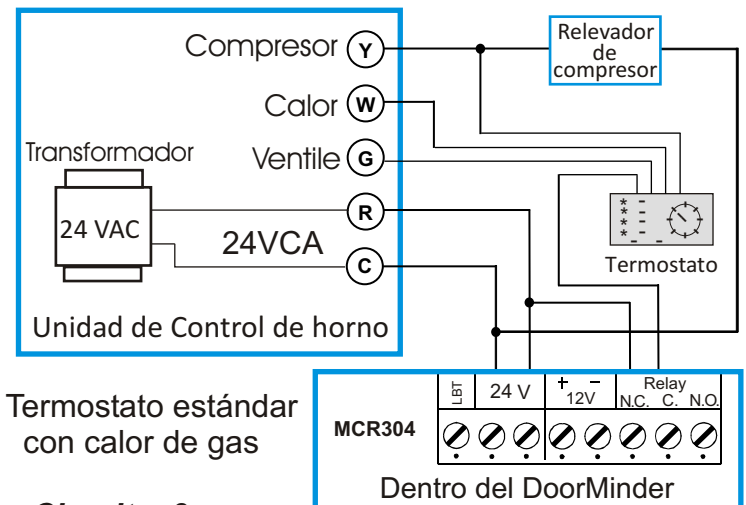 Compresor Y
Relevador
de
compresor
Calor W
Transformador
Ventile G
24 VAC
R
24VCA
C
* -
* -
* -
* - -
Termostato
Unidad de Control de horno
Termostato estándar
con calor de gas
MCR304
LBT
24 V
+ -
12V
Relay
N.C. C. N.O.
Dentro del DoorMinder